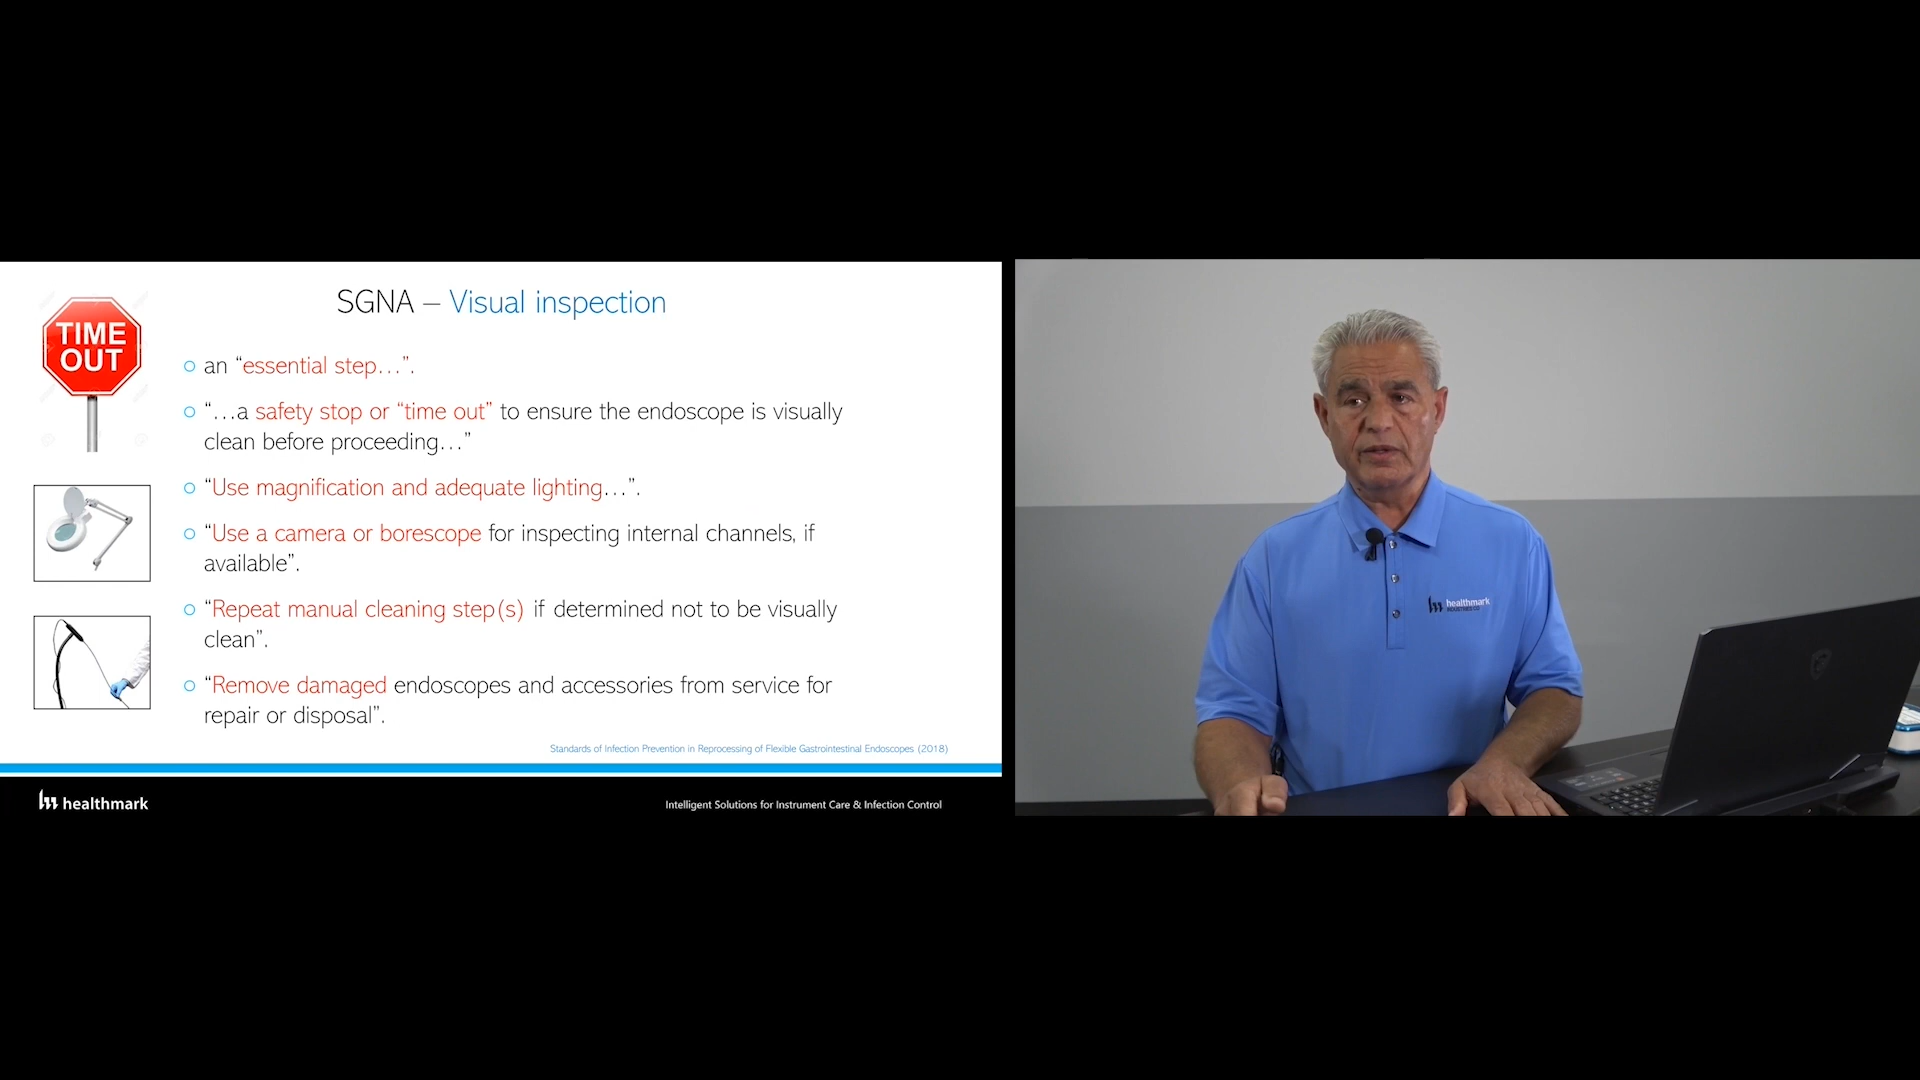 TIME
OUT
SGNA – Visual inspection
an “essential step…”.
“…a safety stop or “time out” to ensure the endoscope is visually
clean before proceeding…”
“Use magnification and adequate lighting…”.
“Use a camera or borescope for inspecting internal channels, if
available”.
“Repeat manual cleaning step(s) if determined not to be visually
clean”.
“Remove damaged endoscopes and accessories from service for
repair or disposal”.
Standards of Infection Prevention in Reprocessing of Flexible Gastrointestinal Endoscopes (2018)
healthmark
Intelligent Solutions for Instrument Care & Infection Control
healthmark
INDUSTRIES CO